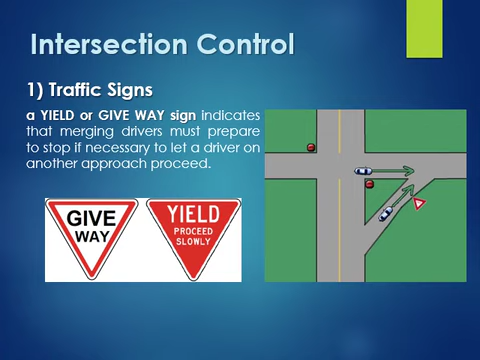 Intersection Control
1) Traffic Signs
a YIELD or GIVE WAY sign indicates
that merging drivers must prepare
to stop if necessary to let a driver on
another approach proceed.
GIVE
WAY
YIELD
PROCEED
SLOWLY